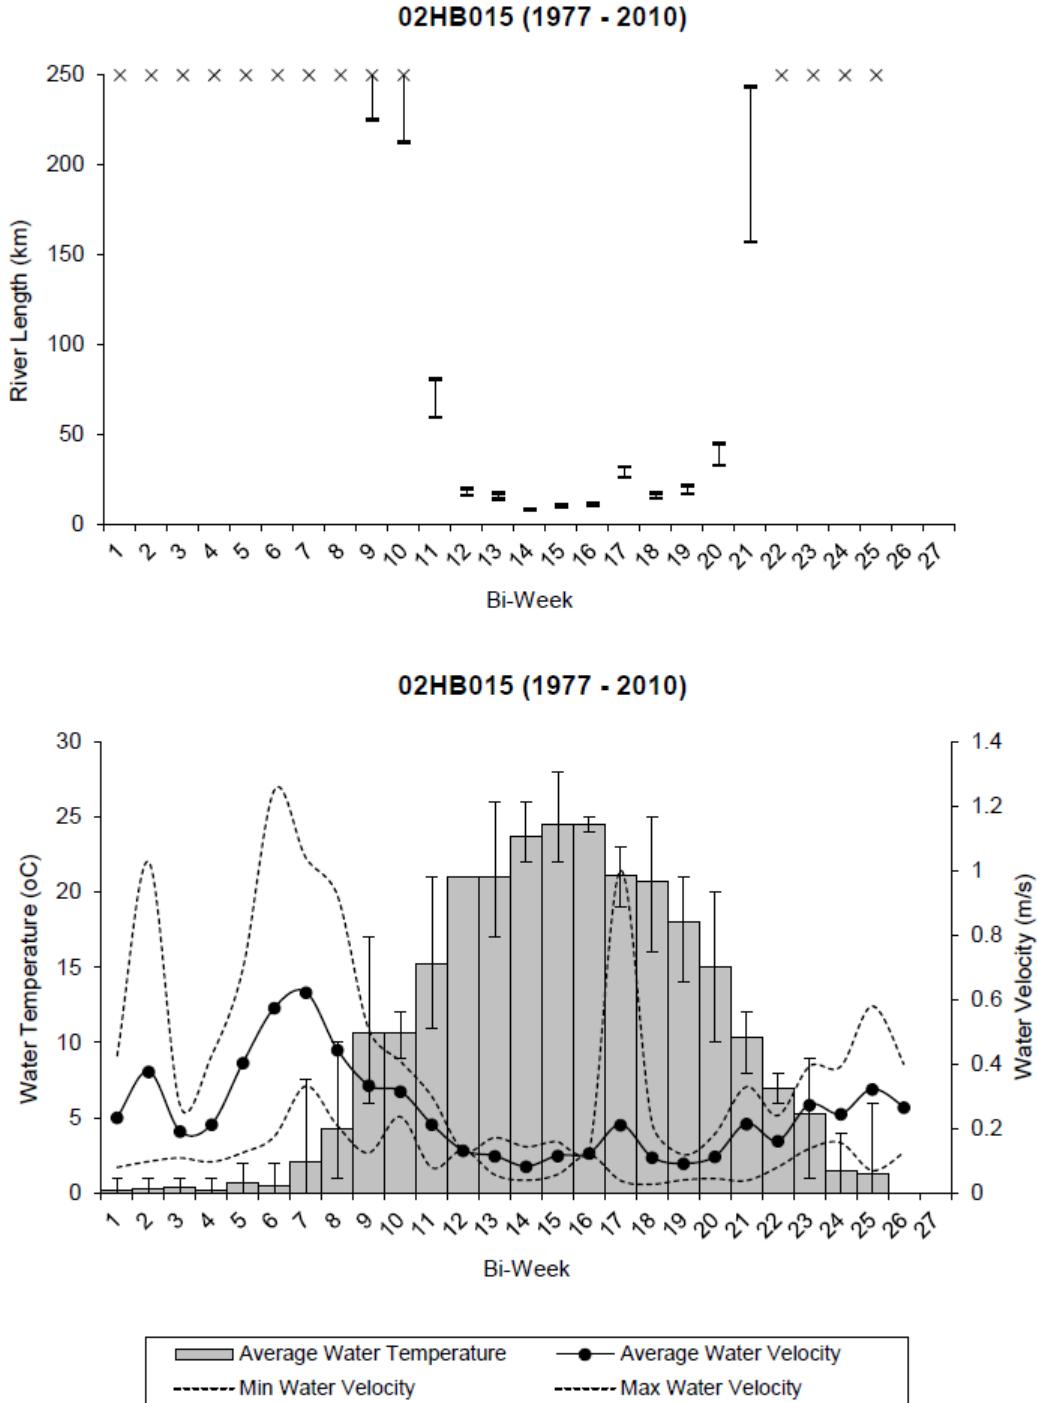 02HB015 (1977 - 2010)
250
200
150
100
50
0
River Length (km)
1 2 3 4 5 6 7 8 9 10 11 12 13 14 15 16 17 18 19 20 21 22 23 24 25 26 27
Bi-Week
02HB015 (1977 - 2010)
30
25
20
15
10
5
0
Water Temperature (oC)
1.4
1.2
1
0.8
0.6
0.4
0.2
0
Water Velocity (m/s)
1 2 3 4 5 6 7 8 9 10 11 12 13 14 15 16 17 18 19 20 21 22 23 24 25 26 27
Bi-Week
Average Water Temperature Average Water Velocity
Min Water Velocity Max Water Velocity